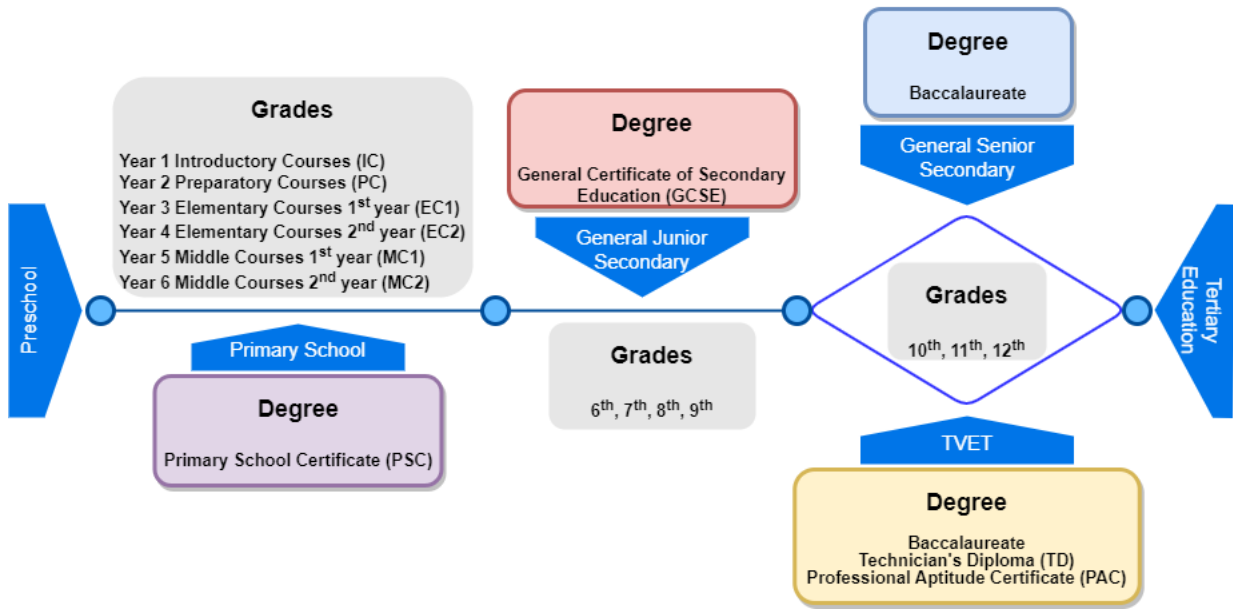 Preschool
Grades
Year 1 Introductory Courses (IC)
Year 2 Preparatory Courses (PC)
Year 3 Elementary Courses 1st year (EC1)
Year 4 Elementary Courses 2nd year (EC2)
Year 5 Middle Courses 1st year (MC1)
Year 6 Middle Courses 2nd year (MC2)
Primary School
Degree
Primary School Certificate (PSC)
Degree
General Certificate of Secondary
Education (GCSE)
General Junior
Secondary
Grades
6th, 7th, 8th, 9th
Degree
Baccalaureate
General Senior
Secondary
Grades
10th, 11th, 12th
TVET
Degree
Baccalaureate
Technician's Diploma (TD)
Professional Aptitude Certificate (PAC)
Tertiary
Education